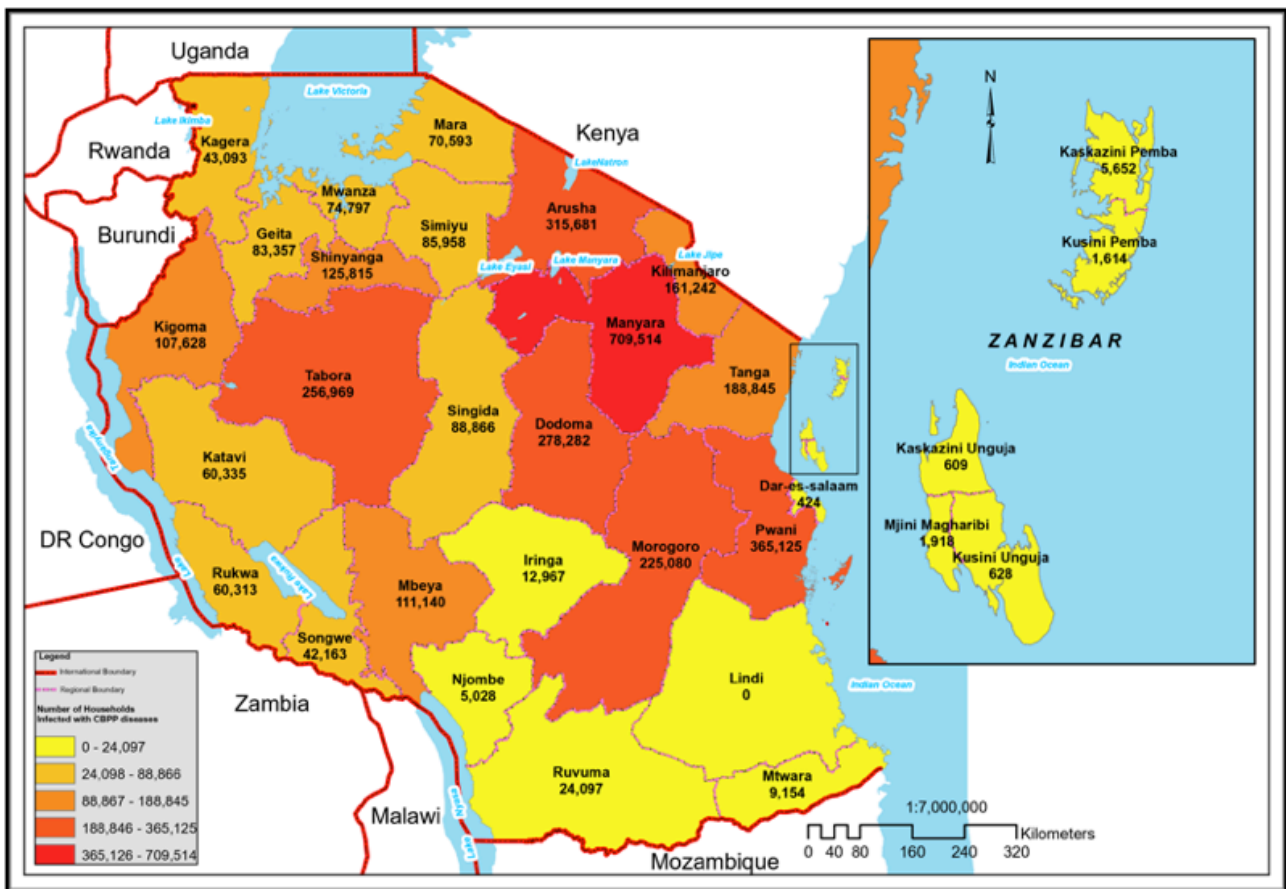 Uganda
Lake Victoria
Mara
70,593
Kenya
Lake Ikimba
Kagera
43,093
Rwanda
LakeNatron
Mwanza
74,797
Arusha
315,681
Simiyu
85,958
Burundi
Geita
83,357
Shinyanga
125,815
Lake Eyasi
Lake Manyara
Lake Jipe
Kilimanjaro
161,242
Kigoma
107,628
Manyara
709,514
Tabora
256,969
Tanga
188,845
Singida
88,866
Dodoma
278,282
Katavi
60,335
Tanganyika
Lake
Dar-es-salaam
424
DR Congo
Pwani
365,125
Morogoro
225,080
Iringa
12,967
Rukwa
60,313
Lake Rukwa
Mbeya
111,140
Songwe
42,163
Njombe
5,028
Lindi
0
Indian Ocean
Zambia
Ruvuma
24,097
Mtwara
9,154
Malawi
Nyasa
Lake
Mozambique
N
Kaskazini Pemba
5,652
Kusini Pemba
1,614
ZANZIBAR
Indian Ocean
Kaskazini Unguja
609
Mjini Magharibi
1,918
Kusini Unguja
628
Legend
International Boundary
Regional Boundary
Number of Households
Infected with CBPP diseases
0 - 24,097
24,098 - 88,866
88,867 - 188,845
188,846 - 365,125
365,126 - 709,514
1:7,000,000
Kilometers
0 40 80 160 240 320